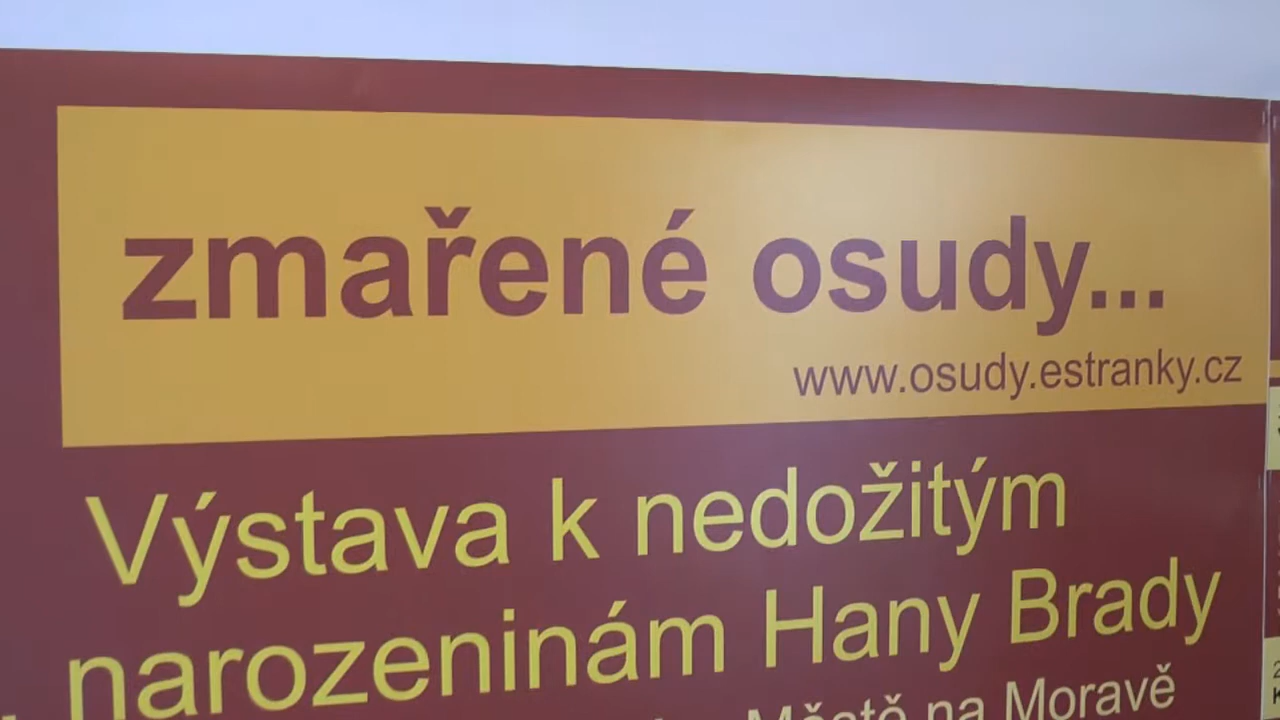 zmařené osudy...
www.osudy.estranky.cz
Výstava k nedožitým
narozeninám Hany Brady
Městě na Moravě